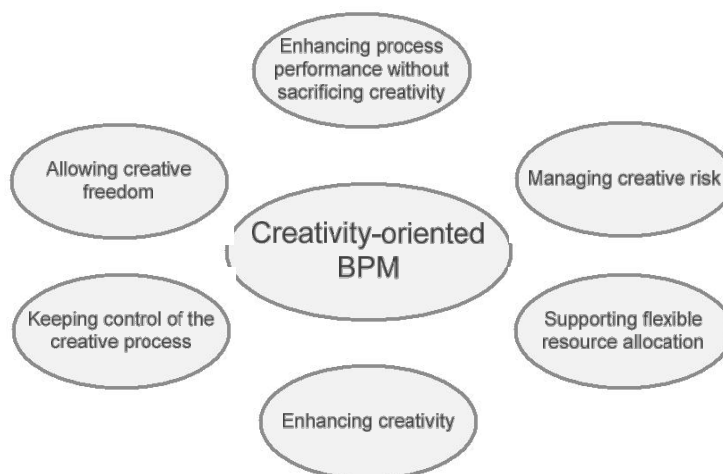 Enhancing process
performance without
sacrificing creativity
Allowing creative
freedom
Managing creative risk
Creativity-oriented
BPM
Keeping control of the
creative process
Supporting flexible
resource allocation
Enhancing creativity